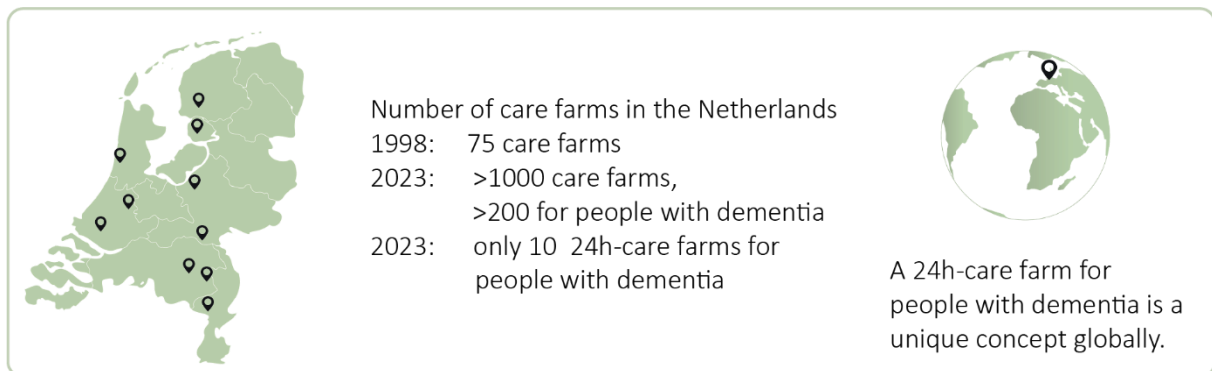 Number of care farms in the Netherlands
1998: 75 care farms
2023: >1000 care farms,
>200 for people with dementia
2023: only 10 24h-care farms for
people with dementia
A 24h-care farm for
people with dementia is a
unique concept globally.